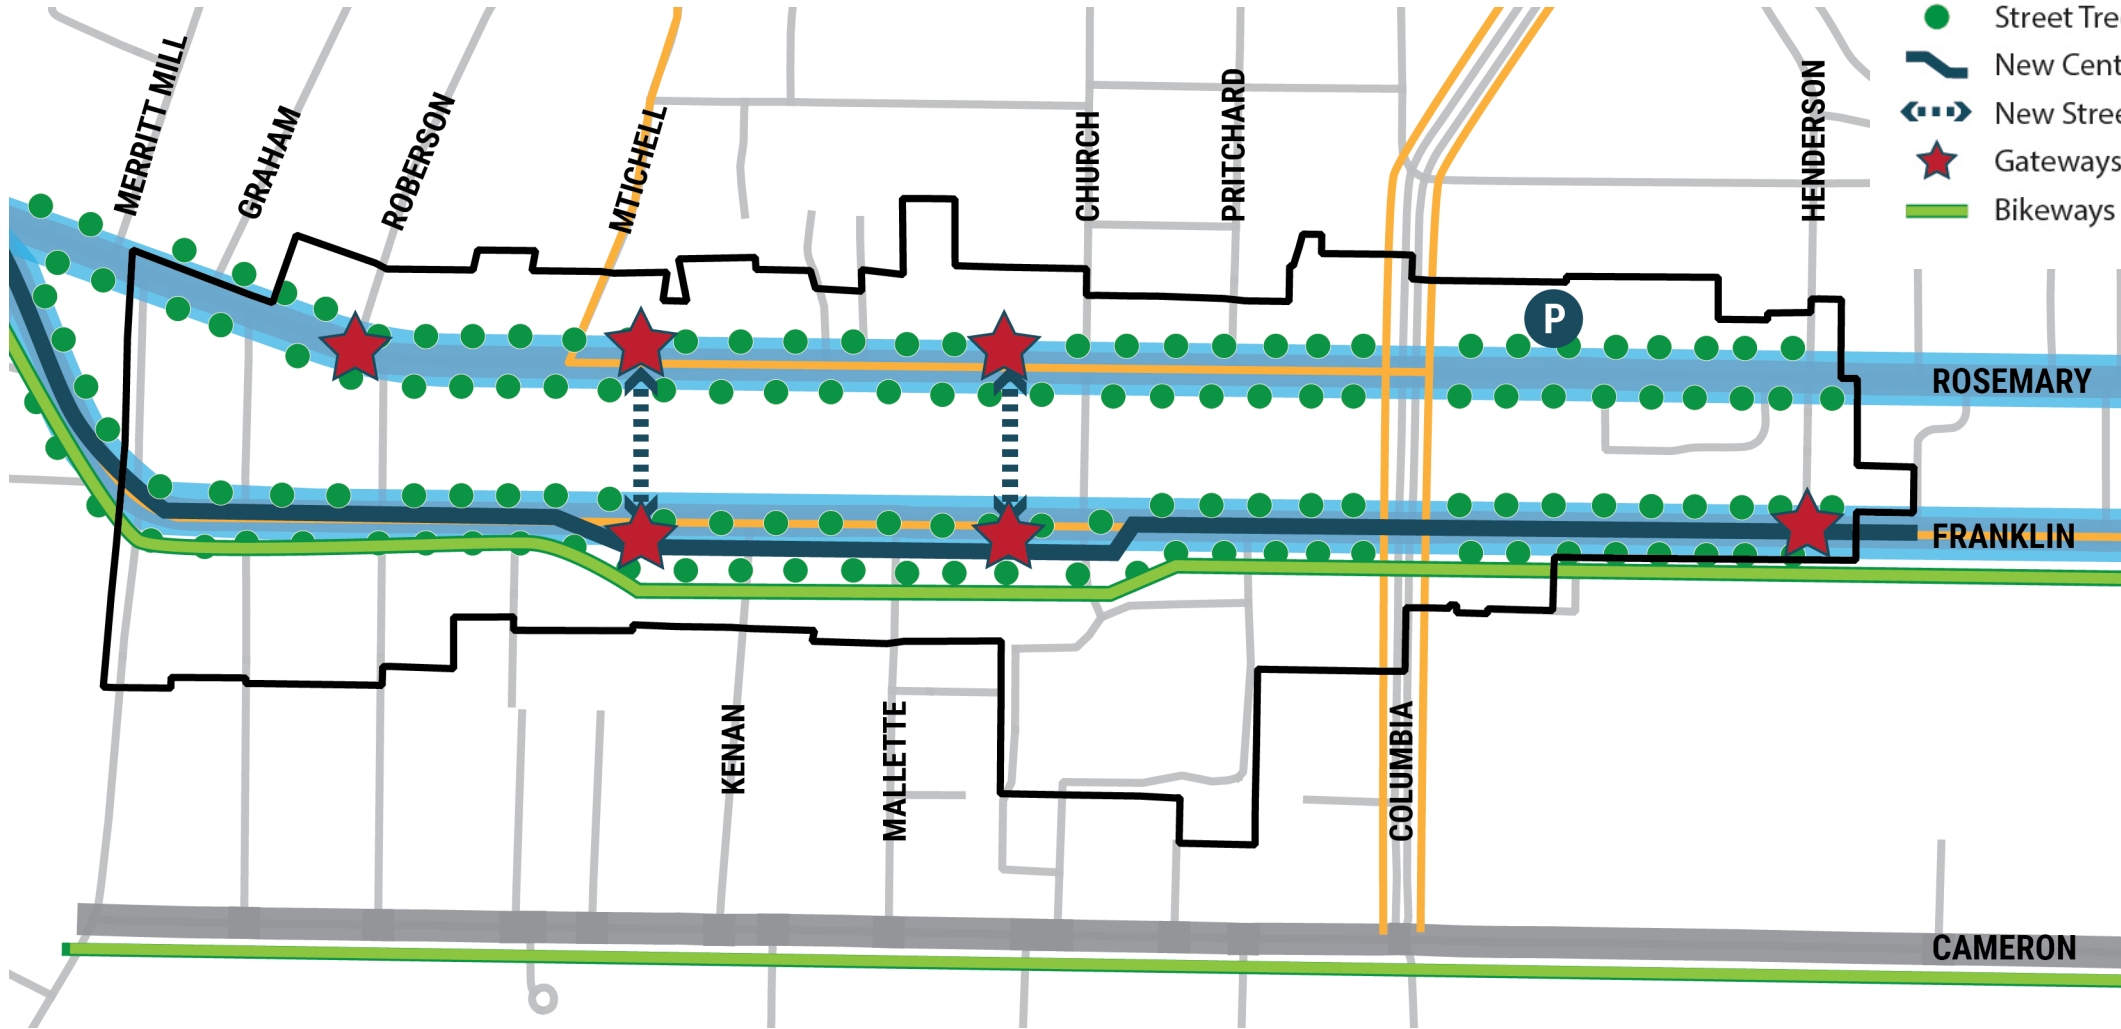 Street Tre
New Cent
New Stree
Gateways
Bikeways
MERRITT MILL
GRAHAM
ROBERSON
MTICHELL
CHURCH
PRITCHARD
HENDERSON
P
ROSEMARY
FRANKLIN
KENAN
MALLETTE
COLUMBIA
CAMERON